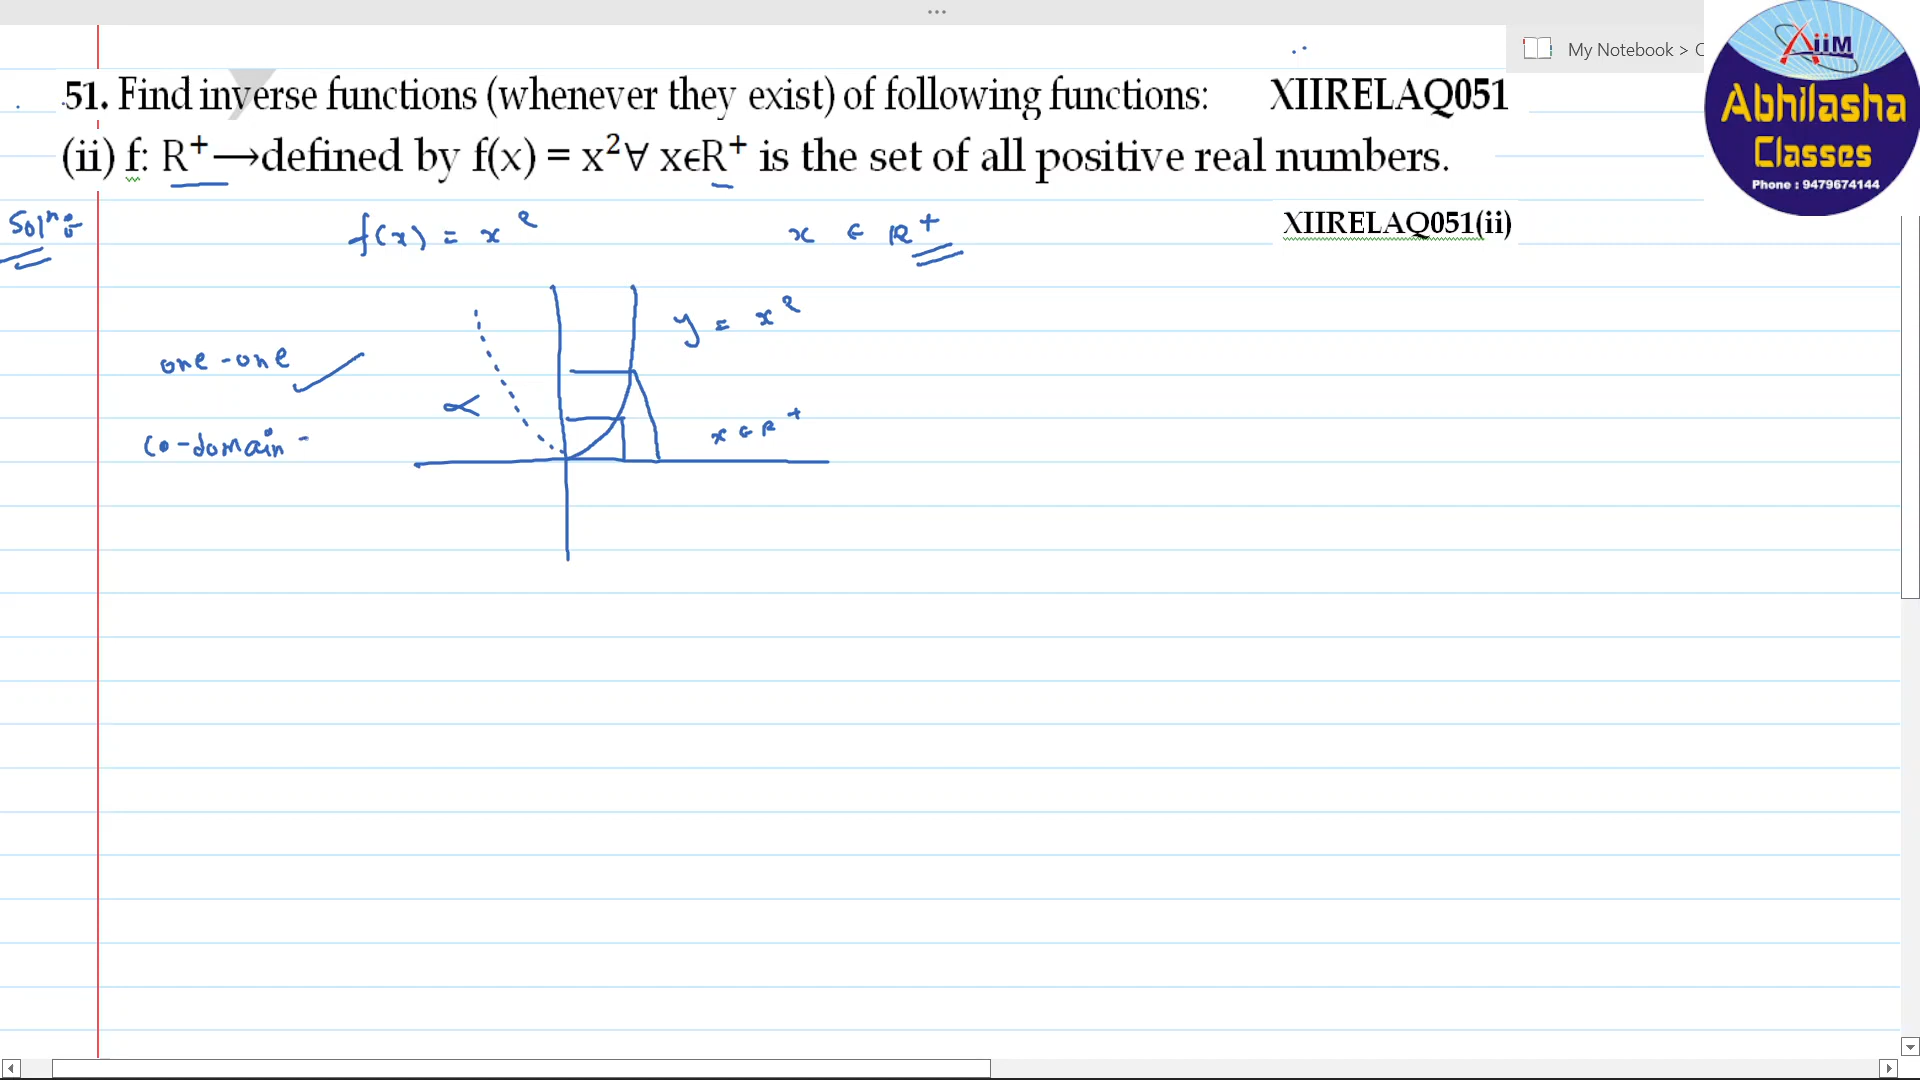 ...
My Notebook > C
51. Find inverse functions (whenever they exist) of following functions: XIIRELAQ051
(ii) f: R⁺⟶defined by f(x) = x²∀ xϵR⁺ is the set of all positive real numbers.
AiiM
Abhilasha
Classes
Phone : 9479674144
Solⁿ:
f(x) = x² x ∈ R⁺
XIIRELAQ051(ii)
y = x²
one-one ✓
x ∈ R⁺
co-domain -